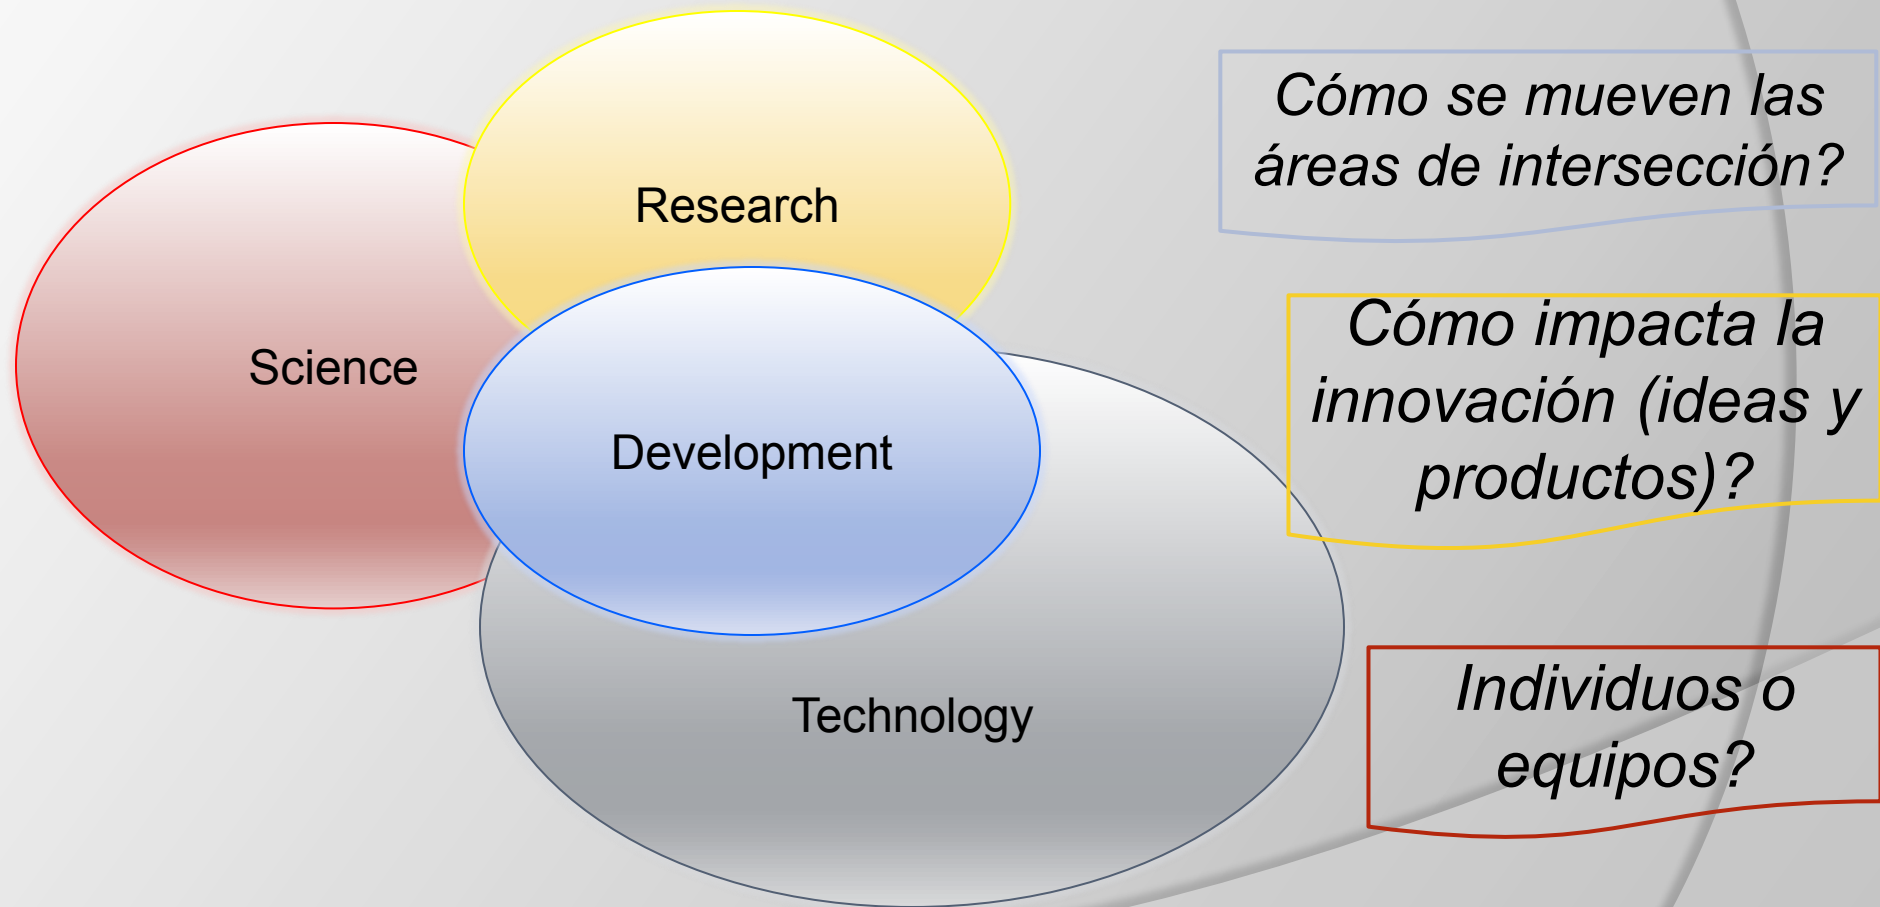 Research
Science
Development
Technology
Cómo se mueven las
áreas de intersección?
Cómo impacta la
innovación (ideas y
productos)?
Individuos o
equipos?